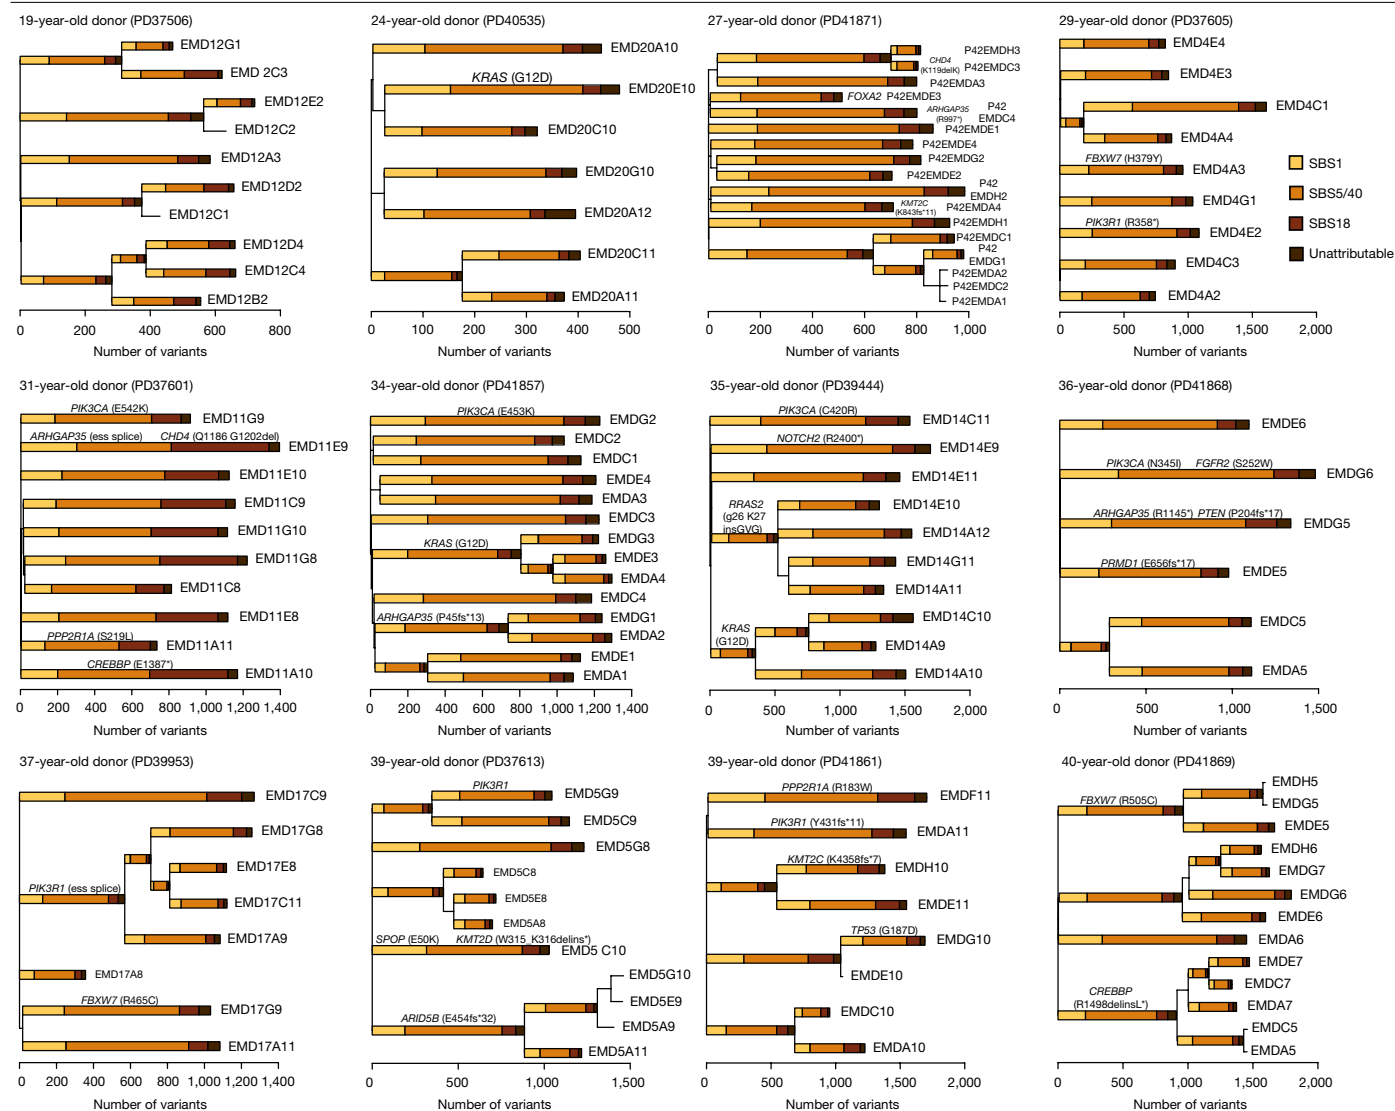 19-year-old donor (PD37506)
EMD12G1
EMD 2C3
EMD12E2
EMD12C2
EMD12A3
EMD12D2
EMD12C1
EMD12D4
EMD12C4
EMD12B2
0 200 400 600 800
Number of variants
24-year-old donor (PD40535)
EMD20A10
KRAS (G12D)
EMD20E10
EMD20C10
EMD20G10
EMD20A12
EMD20C11
EMD20A11
0 100 200 300 400 500
Number of variants
27-year-old donor (PD41871)
P42EMDH3
CHD4
(K119delK) P42EMDC3
P42EMDA3
FOXA2 P42EMDE3
ARHGAP35 P42
(R997*) EMDC4
P42EMDE1
P42EMDE4
P42EMDG2
P42EMDE2
P42
EMDH2
KMT2C P42EMDA4
(K843fs*11)
P42EMDH1
P42EMDC1
P42
EMDG1
P42EMDA2
P42EMDC2
P42EMDA1
0 200 400 600 800 1,000
Number of variants
29-year-old donor (PD37605)
EMD4E4
EMD4E3
EMD4C1
EMD4A4
FBXW7 (H379Y)
EMD4A3
EMD4G1
PIK3R1 (R358*)
EMD4E2
EMD4C3
EMD4A2
0 500 1,000 1,500 2,000
Number of variants
SBS1
SBS5/40
SBS18
Unattributable
31-year-old donor (PD37601)
PIK3CA (E542K)
EMD11G9
ARHGAP35 (ess splice) CHD4 (Q1186 G1202del)
EMD11E9
EMD11E10
EMD11C9
EMD11G10
EMD11G8
EMD11C8
EMD11E8
PPP2R1A (S219L)
EMD11A11
CREBBP (E1387*)
EMD11A10
0 200 400 600 800 1,000 1,200 1,400
Number of variants
34-year-old donor (PD41857)
PIK3CA (E453K)
EMDG2
EMDC2
EMDC1
EMDE4
EMDA3
EMDC3
EMDG3
KRAS (G12D)
EMDE3
EMDA4
EMDC4
ARHGAP35 (P45fs*13)
EMDG1
EMDA2
EMDE1
EMDA1
0 200 400 600 800 1,000 1,200 1,400
Number of variants
35-year-old donor (PD39444)
PIK3CA (C420R)
EMD14C11
NOTCH2 (R2400*)
EMD14E9
EMD14E11
RRAS2
(g26 K27
insGVG)
EMD14E10
EMD14A12
EMD14G11
EMD14A11
EMD14C10
KRAS
(G12D)
EMD14A9
EMD14A10
0 500 1,000 1,500 2,000
Number of variants
36-year-old donor (PD41868)
EMDE6
PIK3CA (N345I) FGFR2 (S252W)
EMDG6
ARHGAP35 (R1145*) PTEN (P204fs*17)
EMDG5
PRMD1 (E656fs*17)
EMDE5
EMDC5
EMDA5
0 500 1,000 1,500
Number of variants
37-year-old donor (PD39953)
EMD17C9
EMD17G8
EMD17E8
PIK3R1 (ess splice)
EMD17C11
EMD17A9
EMD17A8
FBXW7 (R465C)
EMD17G9
EMD17A11
0 200 400 600 800 1,000 1,200 1,400
Number of variants
39-year-old donor (PD37613)
PIK3R1
EMD5G9
EMD5C9
EMD5G8
EMD5C8
EMD5E8
EMD5A8
SPOP (E50K) KMT2D (W315_K316delins*)
EMD5 C10
EMD5G10
EMD5E9
ARID5B (E454fs*32)
EMD5A9
EMD5A11
0 500 1,000 1,500
Number of variants
39-year-old donor (PD41861)
PPP2R1A (R183W)
EMDF11
PIK3R1 (Y431fs*11)
EMDA11
KMT2C (K4358fs*7)
EMDH10
EMDE11
TP53 (G187D)
EMDG10
EMDE10
EMDC10
EMDA10
0 500 1,000 1,500 2,000
Number of variants
40-year-old donor (PD41869)
EMDH5
FBXW7 (R505C)
EMDG5
EMDE5
EMDH6
EMDG7
EMDG6
EMDE6
EMDA6
EMDE7
CREBBP
(R1498delinsL*)
EMDC7
EMDA7
EMDC5
EMDA5
0 500 1,000 1,500 2,000
Number of variants